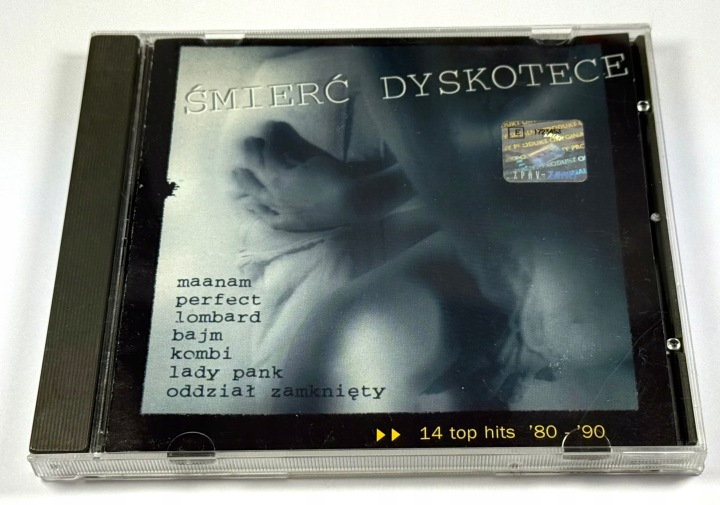 ŚMIERĆ DYSKOTECE
maanam
perfect
lombard
bajm
kombi
lady pank
oddział zamknięty
14 top hits '80 - '90